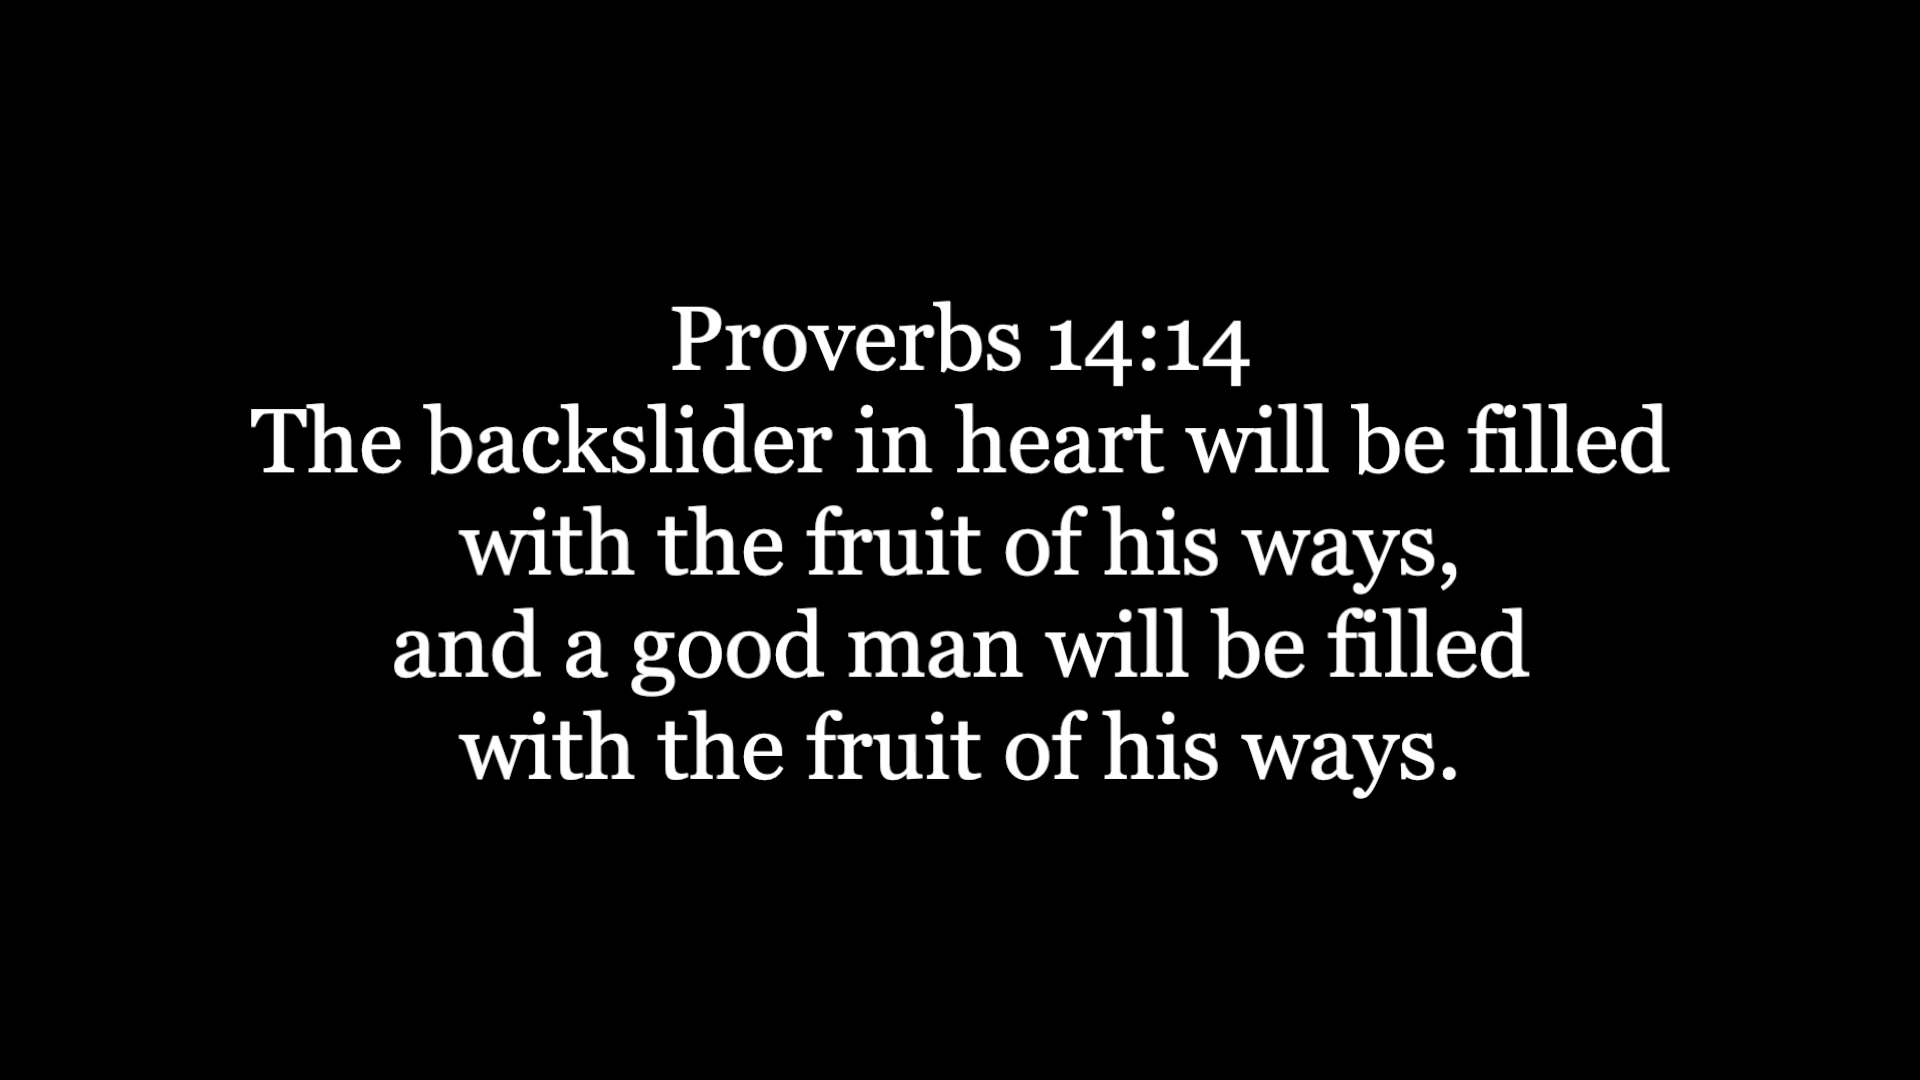 Proverbs 14:14
The backslider in heart will be filled
with the fruit of his ways,
and a good man will be filled
with the fruit of his ways.